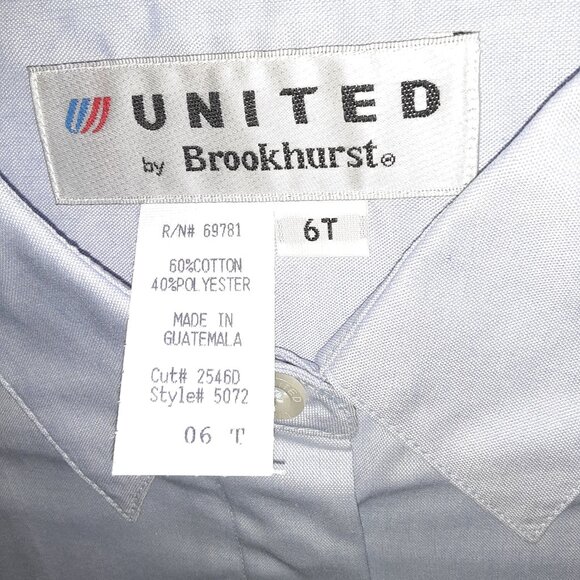 UNITED
by Brookhurst®
6T
R/N# 69781
60%COTTON
40%POLYESTER
MADE IN
GUATEMALA
Cut# 2546D
Style# 5072
06 T